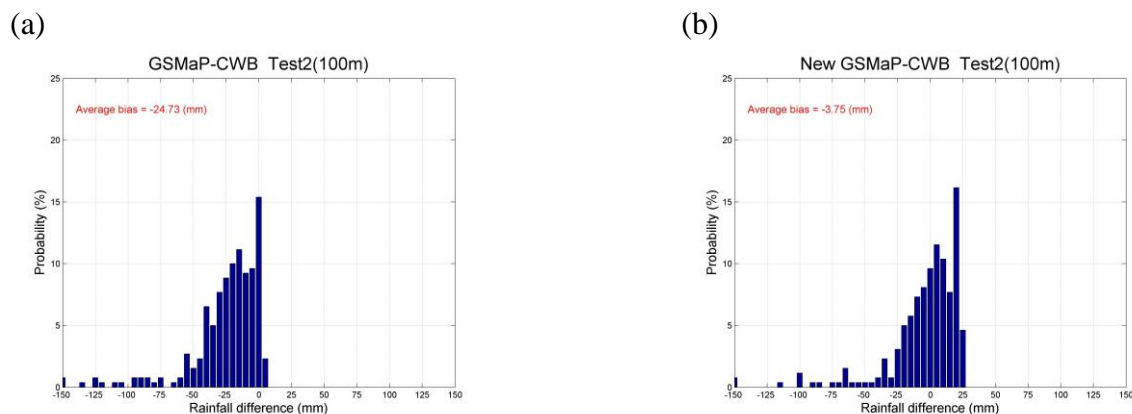 (a)
GSMaP-CWB Test2(100m)
Average bias = -24.73 (mm)
Probability (%)
25
20
15
10
5
0
-150 -125 -100 -75 -50 -25 0 25 50 75 100 125 150
Rainfall difference (mm)
(b)
New GSMaP-CWB Test2(100m)
Average bias = -3.75 (mm)
Probability (%)
25
20
15
10
5
0
-150 -125 -100 -75 -50 -25 0 25 50 75 100 125 150
Rainfall difference (mm)